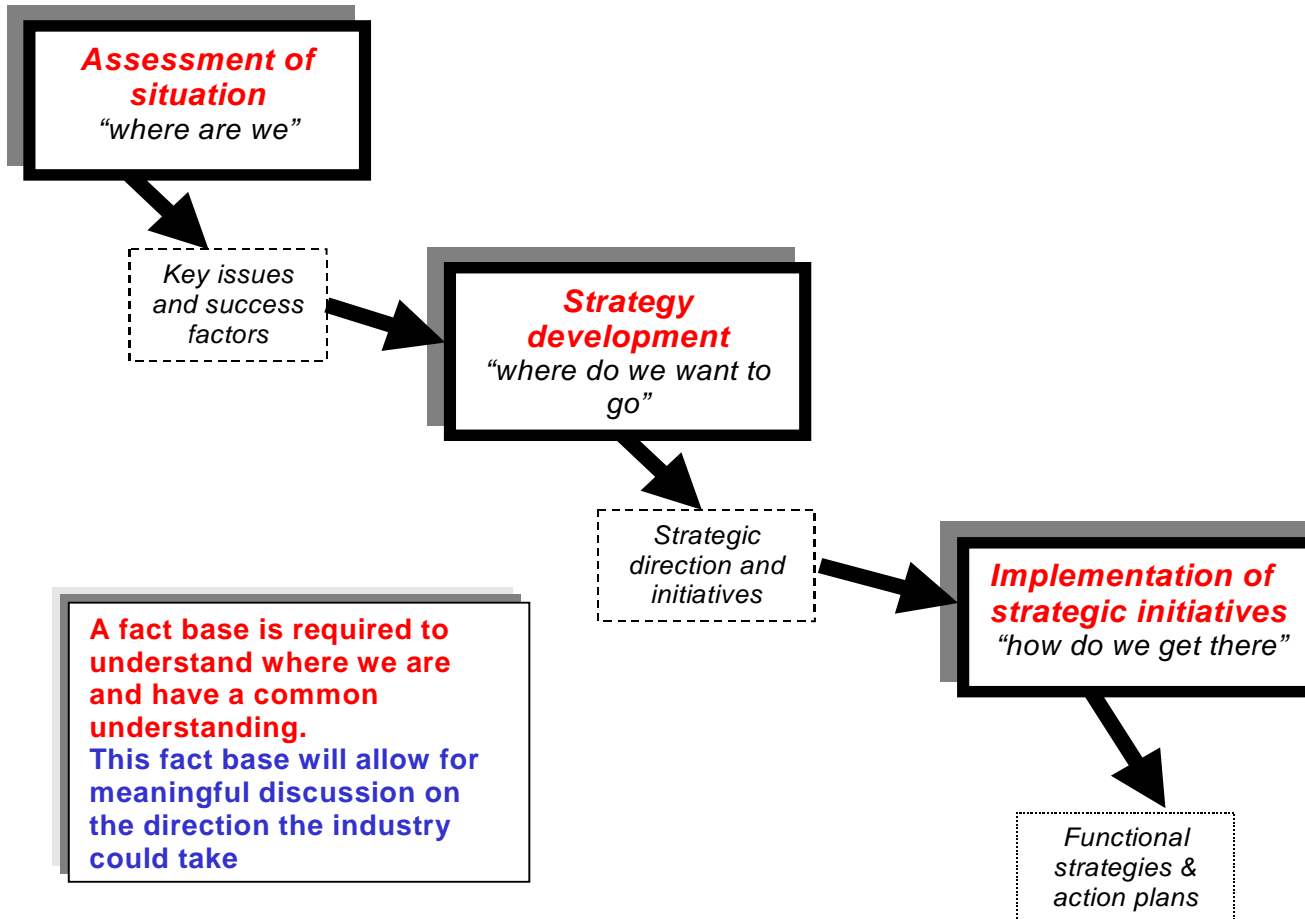 Assessment of
situation
“where are we”
Key issues
and success
factors
Strategy
development
“where do we want to
go”
Strategic
direction and
initiatives
Implementation of
strategic initiatives
“how do we get there”
Functional
strategies &
action plans
A fact base is required to
understand where we are
and have a common
understanding.
This fact base will allow for
meaningful discussion on
the direction the industry
could take